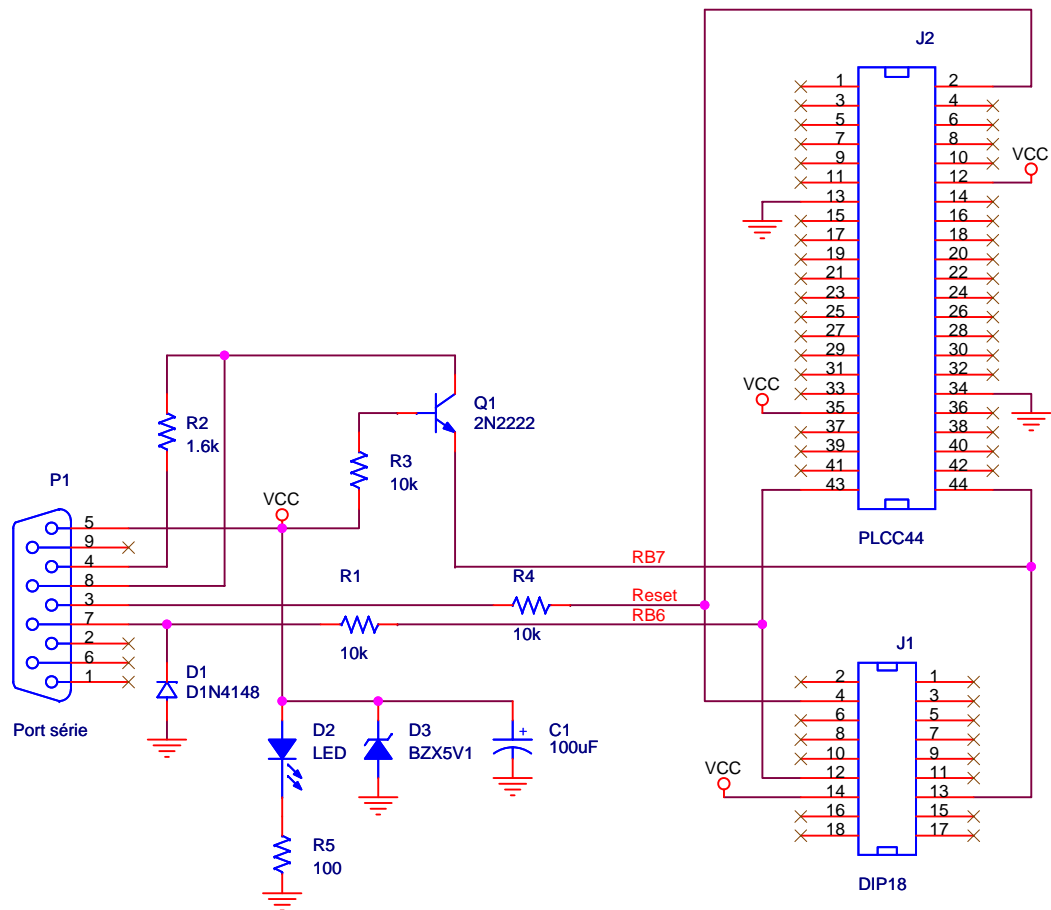 J2
1 2
3 4
5 6
7 8
9 10
VCC
11 12
13 14
15 16
17 18
19 20
21 22
23 24
25 26
27 28
29 30
31 32
VCC
33 34
35 36
37 38
39 40
41 42
43 44
PLCC44
Q1
2N2222
R2
1.6k
R3
10k
P1
VCC
5
9
4
8
3
7
2
6
1
Port série
R1
10k
R4
10k
RB7
Reset
RB6
D1
D1N4148
D2
LED
D3
BZX5V1
+
C1
100uF
R5
100
J1
2 1
4 3
6 5
8 7
10 9
VCC
12 11
14 13
16 15
18 17
DIP18